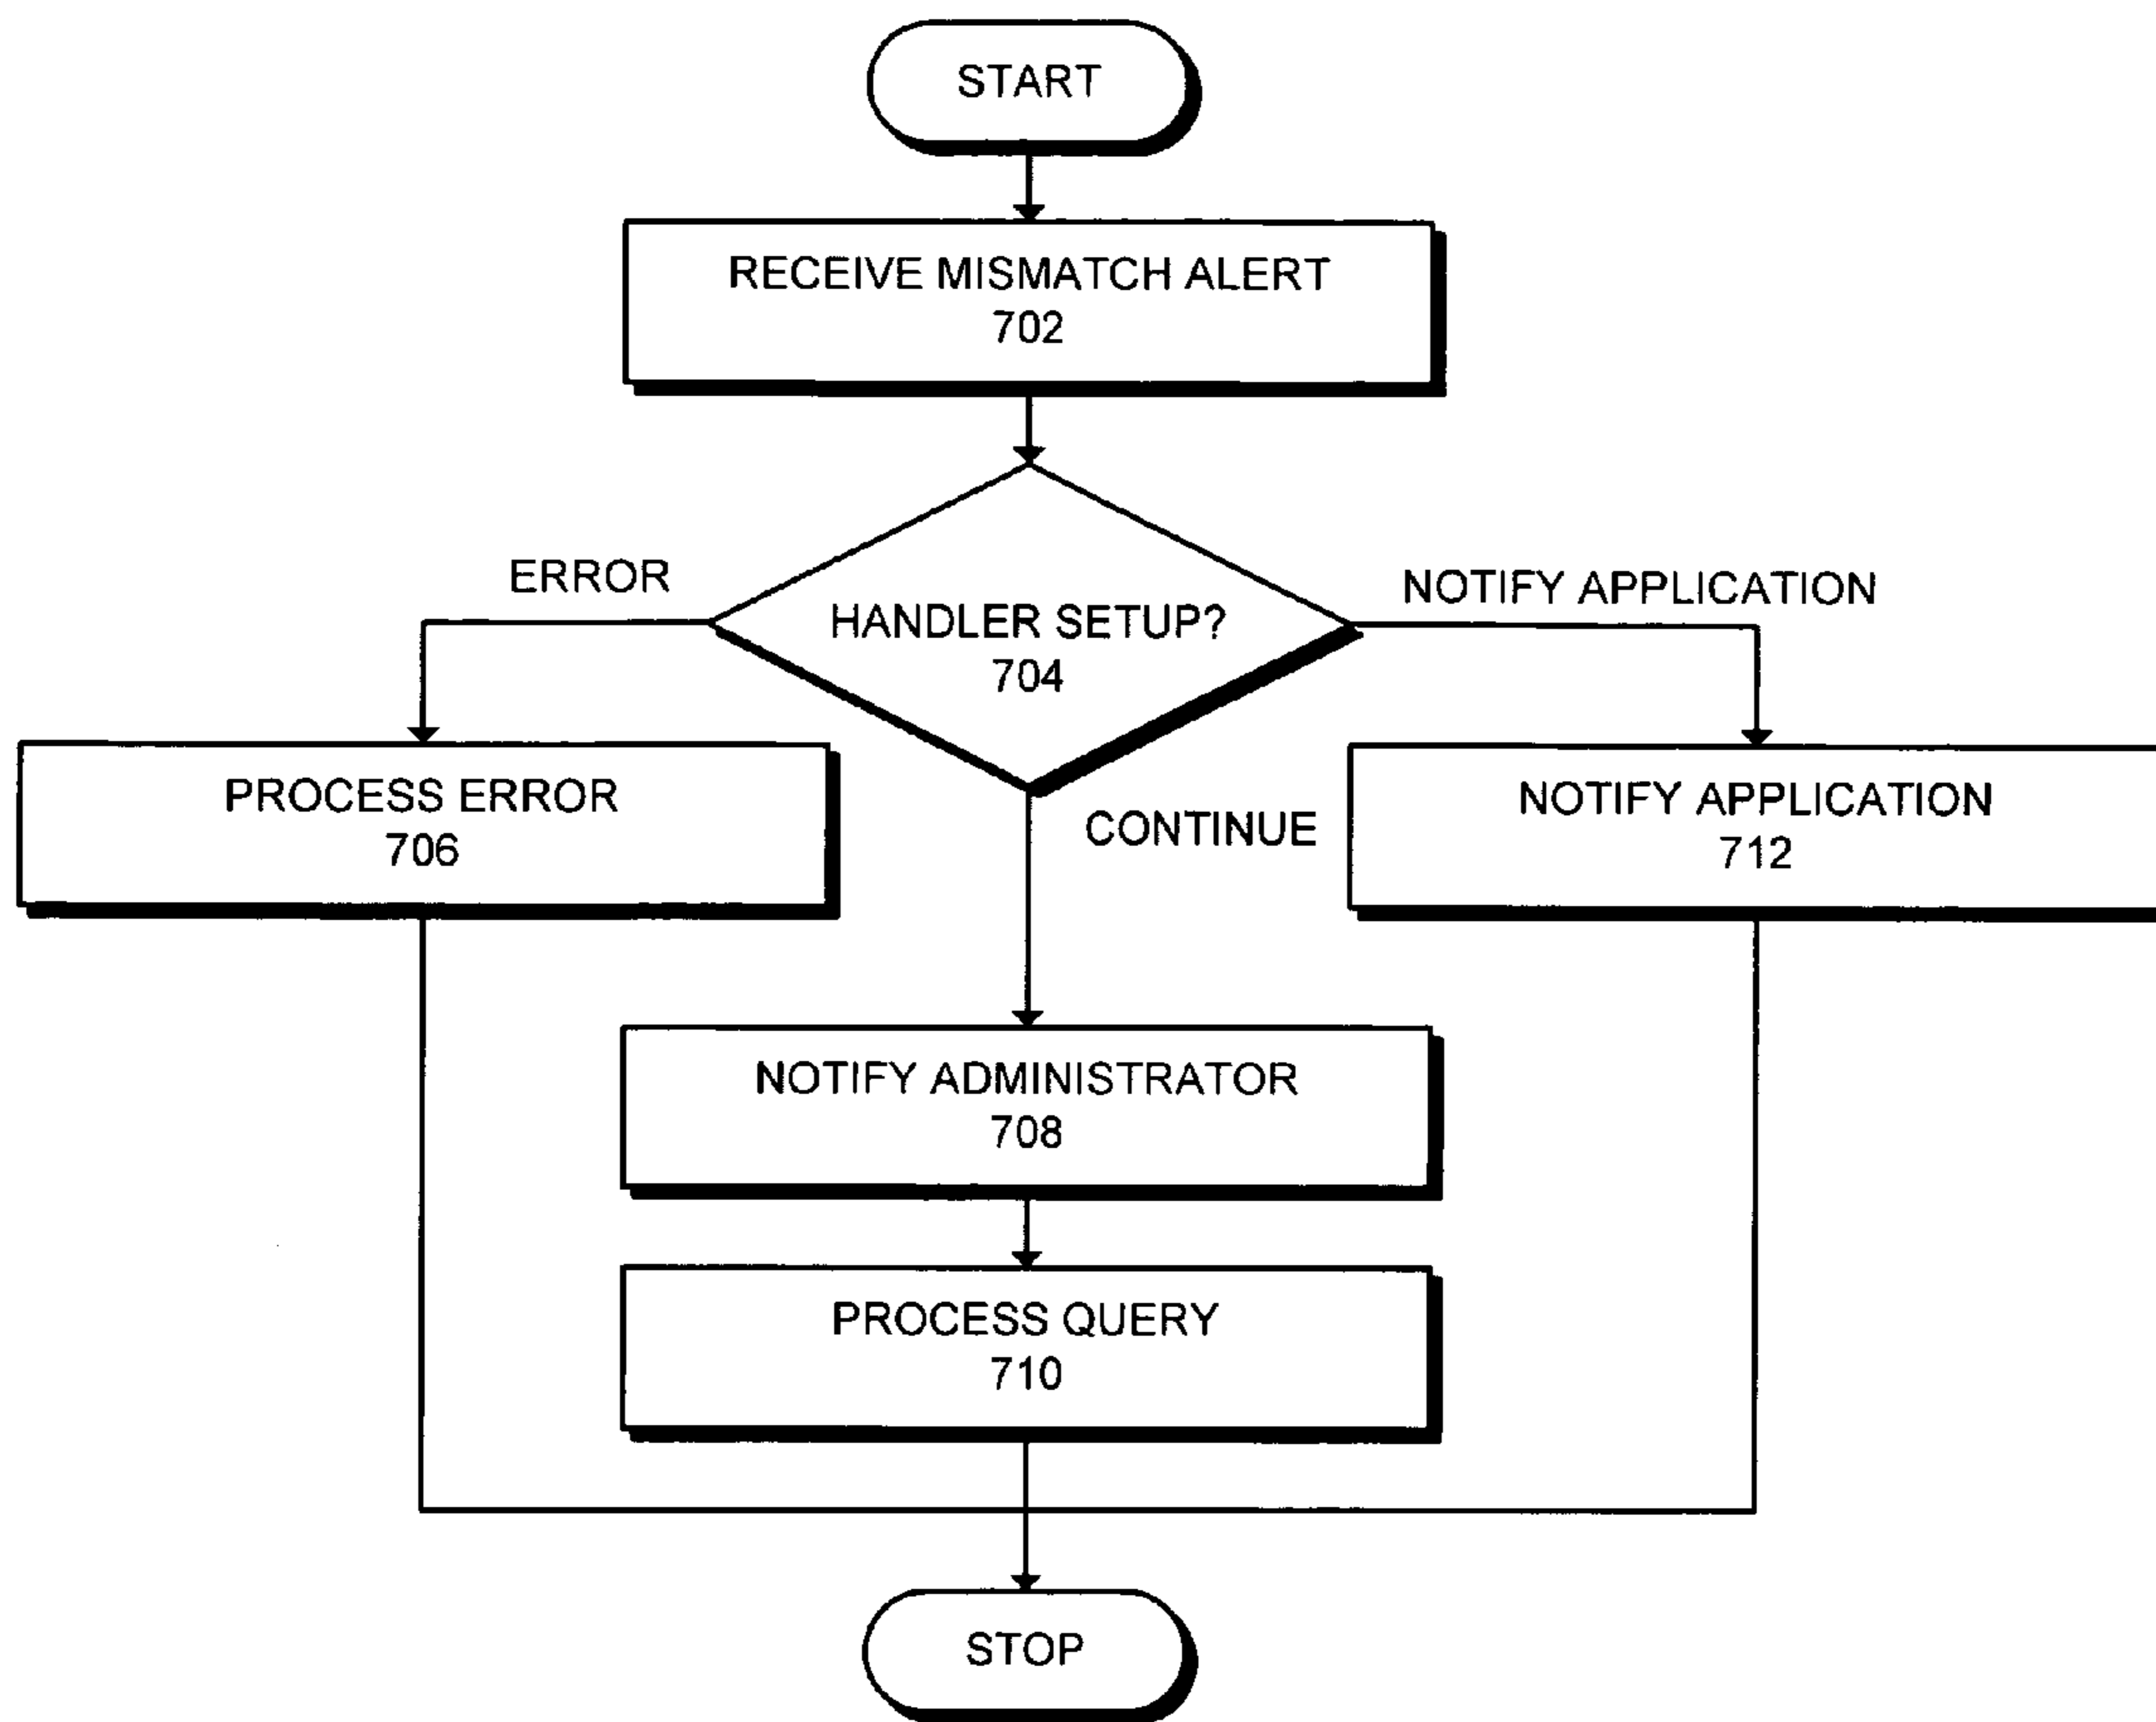 START
RECEIVE MISMATCH ALERT
702
ERROR
NOTIFY APPLICATION
HANDLER SETUP?
704
PROCESS ERROR
706
CONTINUE
NOTIFY APPLICATION
712
NOTIFY ADMINISTRATOR
708
PROCESS QUERY
710
STOP